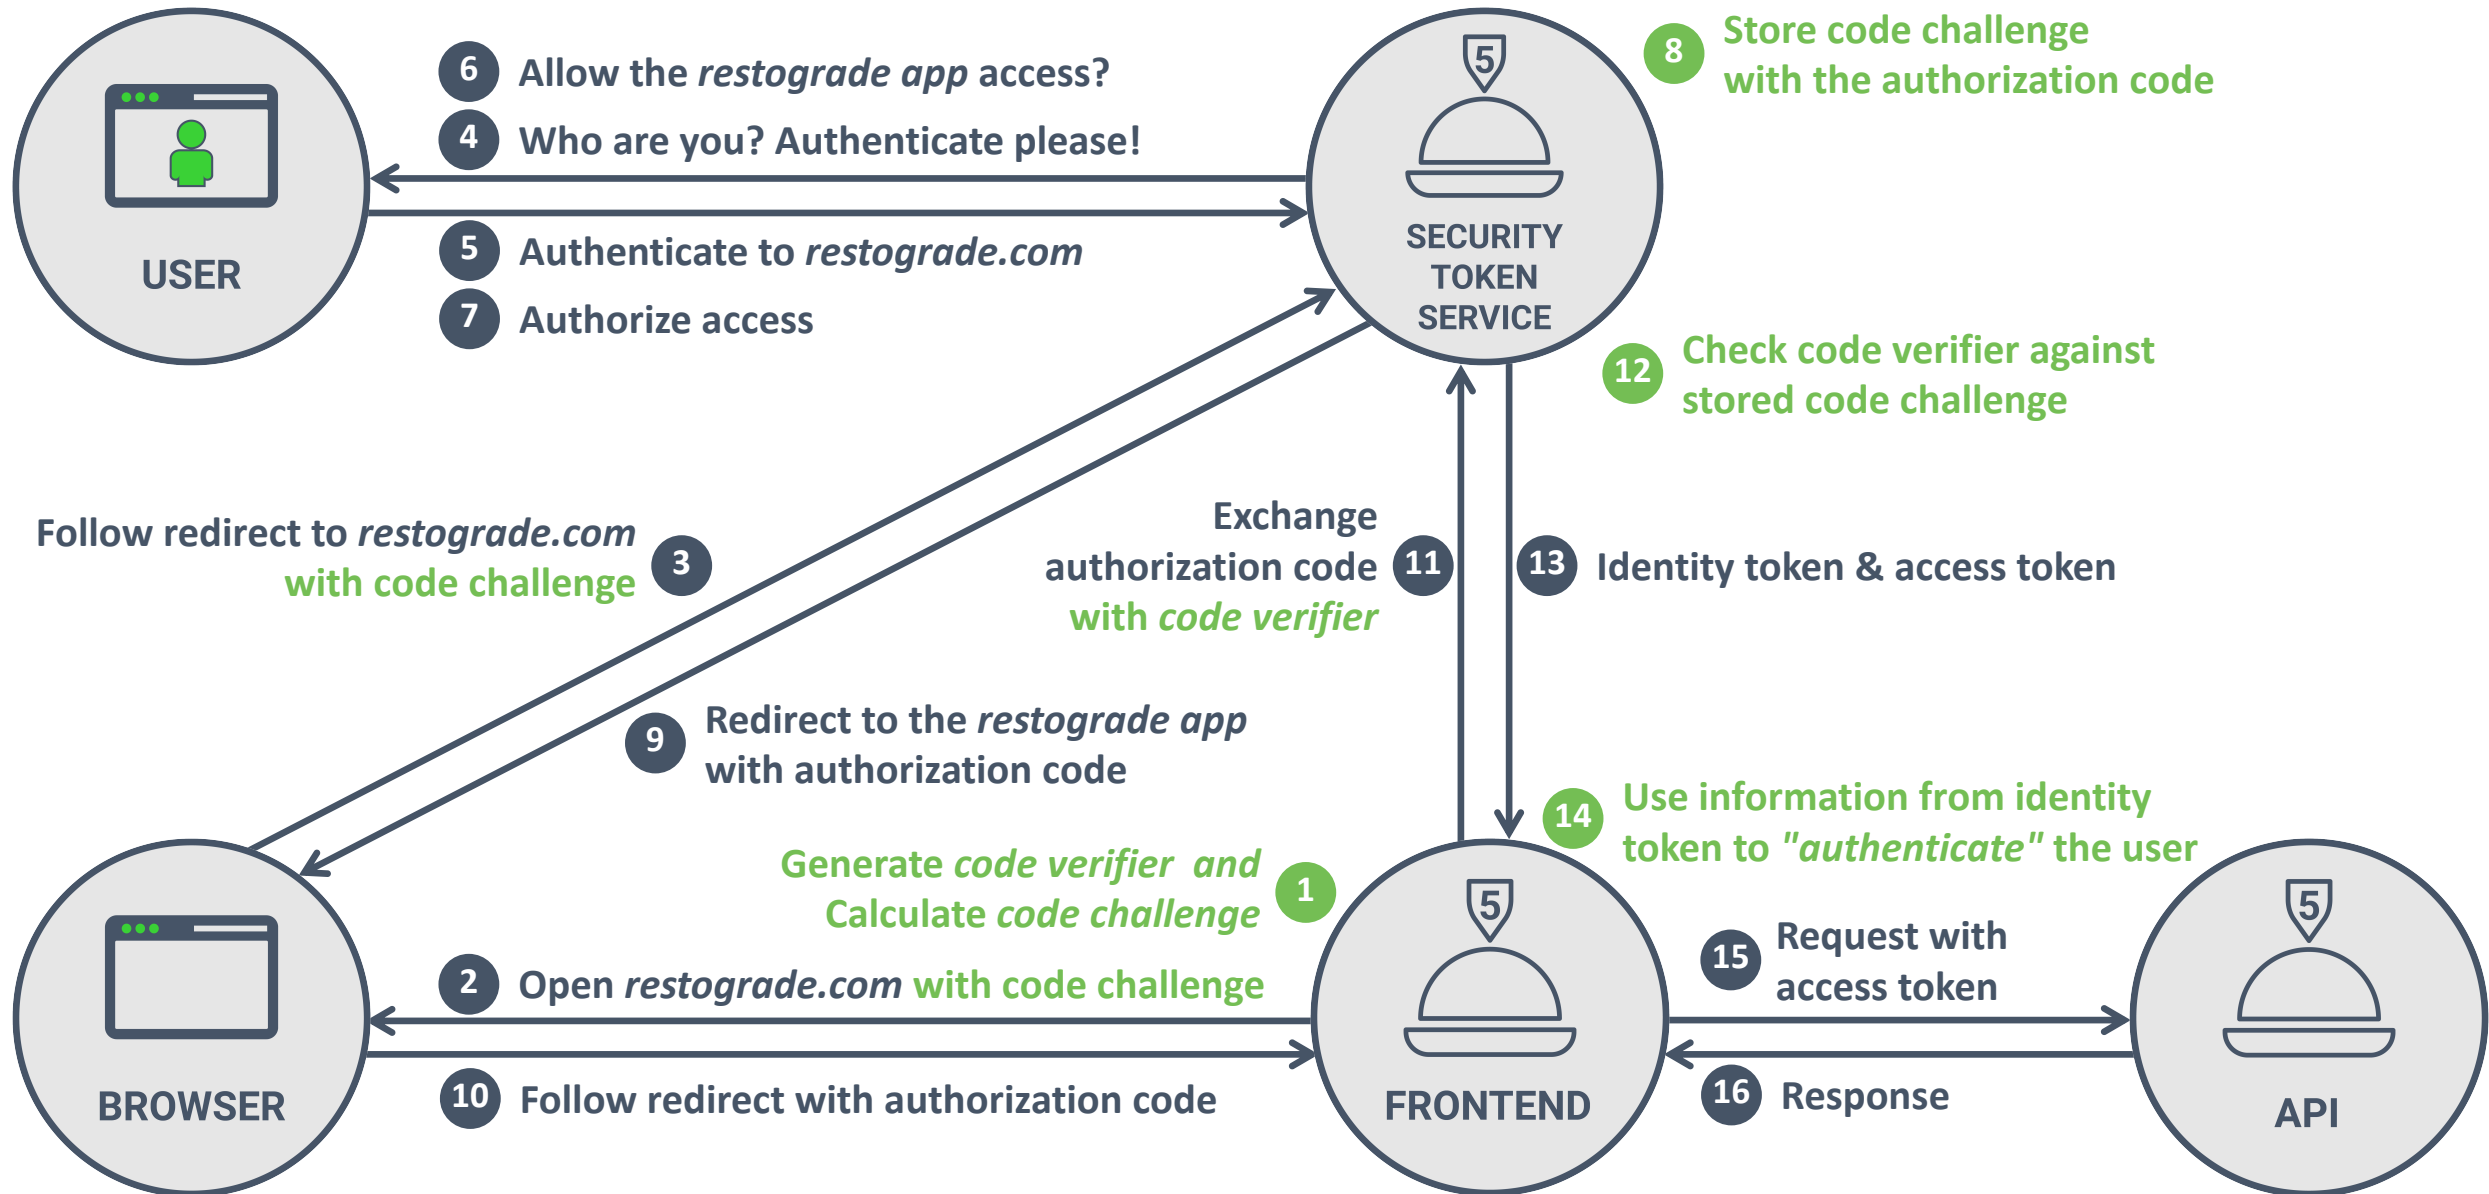 6 Allow the restograde app access?
4 Who are you? Authenticate please!
5 Authenticate to restograde.com
7 Authorize access
USER
5
SECURITY
TOKEN
SERVICE
8 Store code challenge
with the authorization code
12 Check code verifier against
stored code challenge
Follow redirect to restograde.com
with code challenge
3
Exchange
authorization code
with code verifier
11
13 Identity token & access token
9 Redirect to the restograde app
with authorization code
14 Use information from identity
token to "authenticate" the user
Generate code verifier and
Calculate code challenge
1
2 Open restograde.com with code challenge
10 Follow redirect with authorization code
BROWSER
5
FRONTEND
15 Request with
access token
16 Response
5
API